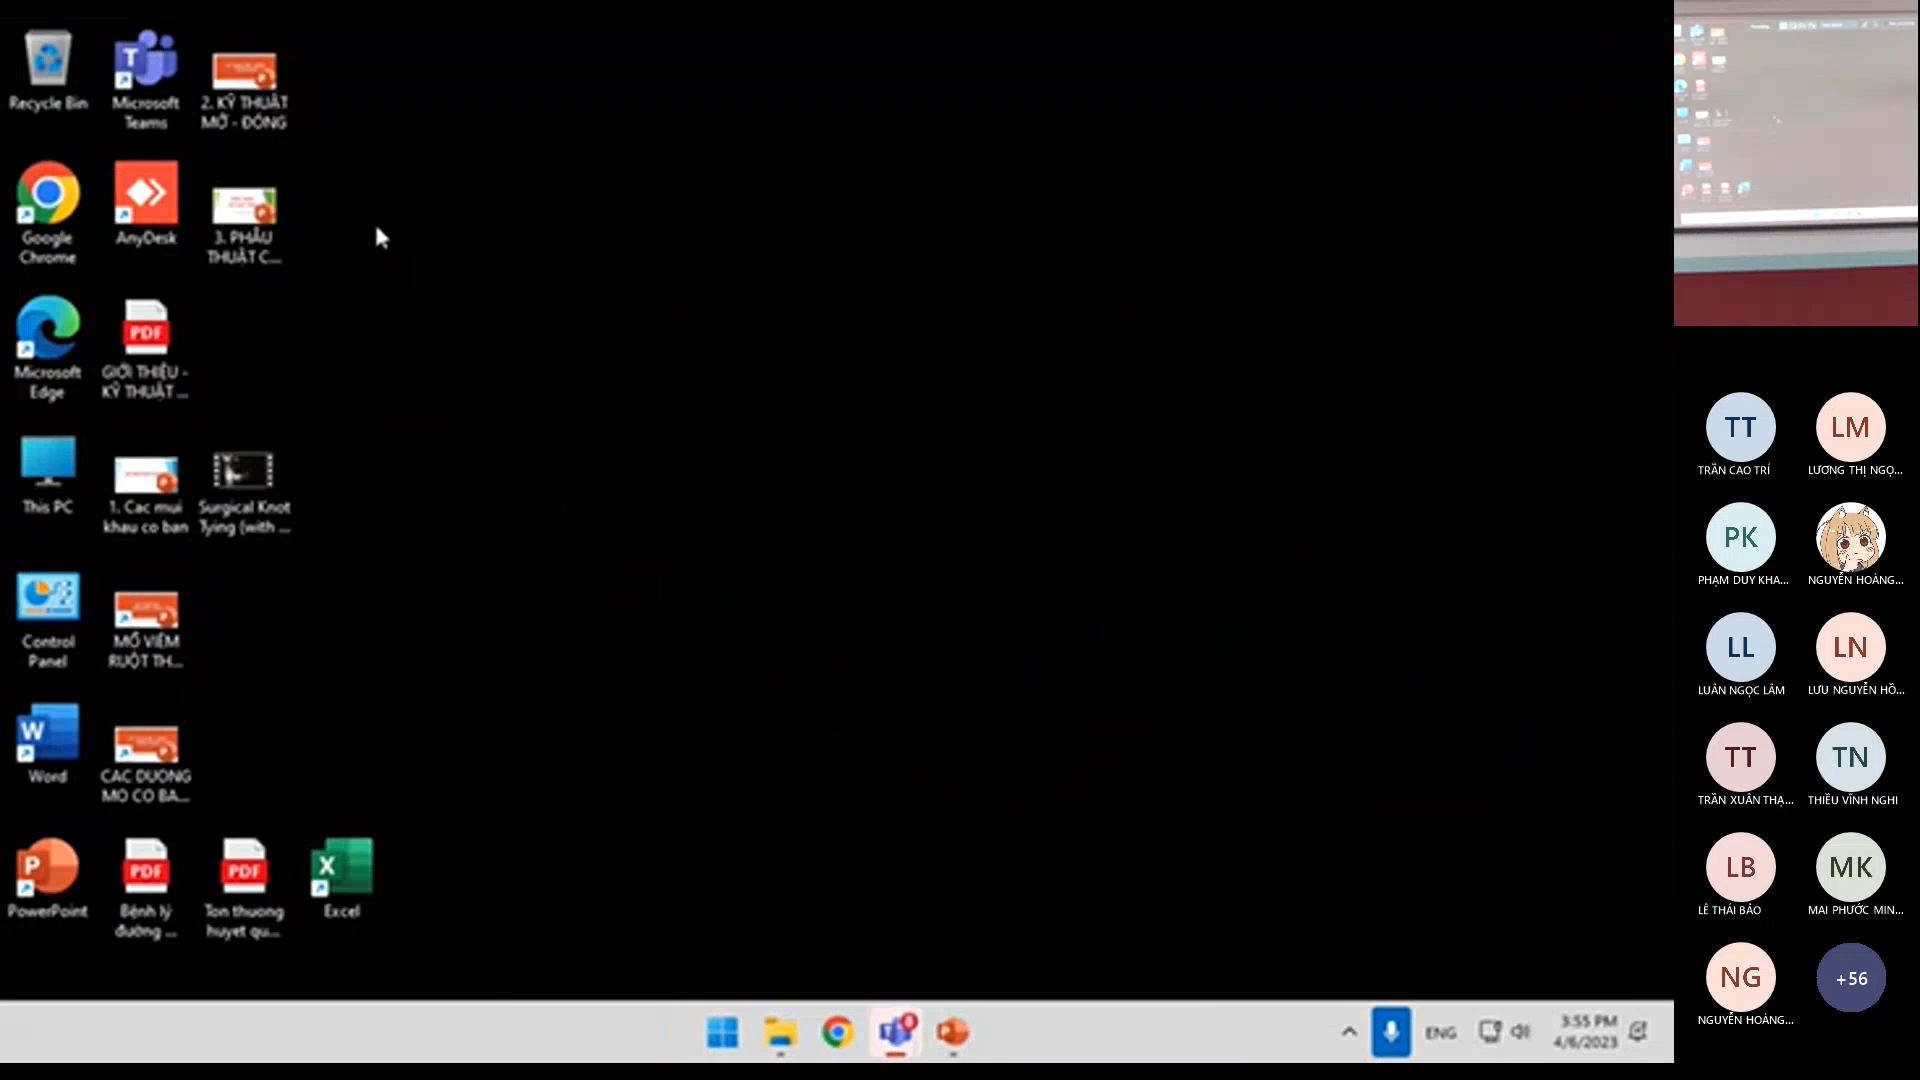 Recycle Bin
Microsoft
Teams
2. KỸ THUẬT
MỞ - ĐÓNG
Google
Chrome
AnyDesk
3. PHẪU
THUẬT C...
Microsoft
Edge
PDF
GIỚI THIỆU -
KỸ THUẬT ...
This PC
1. Cac mui
khau co ban
Surgical Knot
Tying (with ...
Control
Panel
MỔ VIÊM
RUỘT TH...
W
Word
CAC DUONG
MO CO BA...
P
PowerPoint
PDF
Bệnh lý
đường ...
PDF
Ton thuong
huyet qu...
X
Excel
ENG
3:55 PM
4/6/2023
TT
TRẦN CAO TRÍ
LM
LƯƠNG THỊ NGỌ...
PK
PHẠM DUY KHA...
NGUYỄN HOÀNG...
LL
LUÂN NGỌC LÂM
LN
LƯU NGUYỄN HỒ...
TT
TRẦN XUÂN THẠ...
TN
THIỀU VĨNH NGHI
LB
LÊ THÁI BẢO
MK
MAI PHƯỚC MIN...
NG
NGUYỄN HOÀNG...
+56